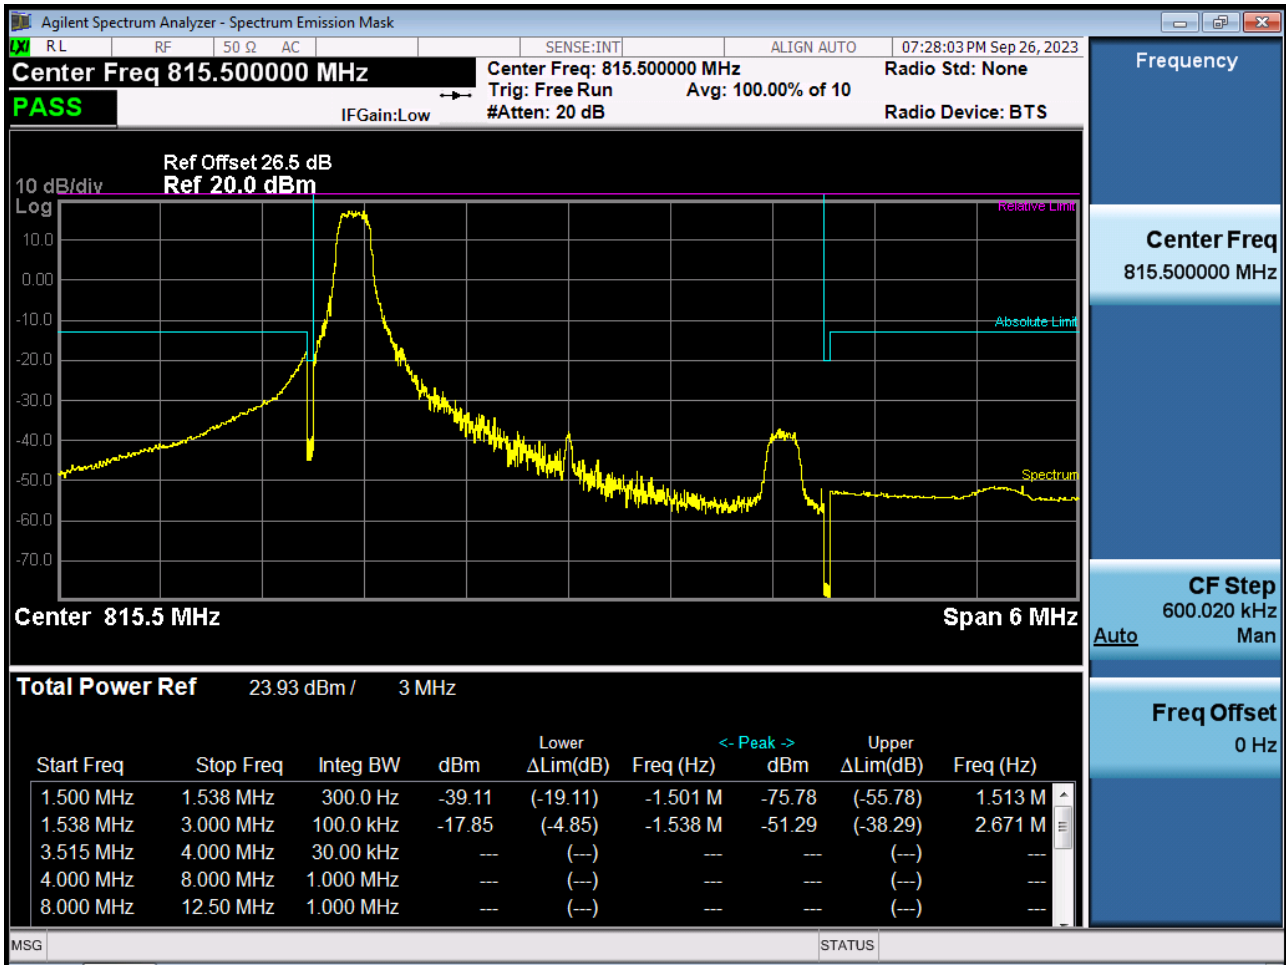 Agilent Spectrum Analyzer - Spectrum Emission Mask
LXI RL RF 50 Ω AC SENSE:INT ALIGN AUTO 07:28:03 PM Sep 26, 2023
Center Freq 815.500000 MHz
Center Freq: 815.500000 MHz Radio Std: None
Trig: Free Run Avg: 100.00% of 10
PASS
IFGain:Low #Atten: 20 dB Radio Device: BTS
Ref Offset 26.5 dB
10 dB/div Ref 20.0 dBm
Log
Relative Limit
10.0
0.00
-10.0
Absolute Limit
-20.0
-30.0
-40.0
-50.0
Spectrum
-60.0
-70.0
Center 815.5 MHz Span 6 MHz
Total Power Ref 23.93 dBm / 3 MHz
Lower <- Peak -> Upper
Start Freq Stop Freq Integ BW dBm ΔLim(dB) Freq (Hz) dBm ΔLim(dB) Freq (Hz)
1.500 MHz 1.538 MHz 300.0 Hz -39.11 (-19.11) -1.501 M -75.78 (-55.78) 1.513 M
1.538 MHz 3.000 MHz 100.0 kHz -17.85 (-4.85) -1.538 M -51.29 (-38.29) 2.671 M
3.515 MHz 4.000 MHz 30.00 kHz --- (---) --- --- (---) ---
4.000 MHz 8.000 MHz 1.000 MHz --- (---) --- --- (---) ---
8.000 MHz 12.50 MHz 1.000 MHz --- (---) --- --- (---) ---
MSG STATUS
Frequency
Center Freq
815.500000 MHz
CF Step
600.020 kHz
Auto Man
Freq Offset
0 Hz